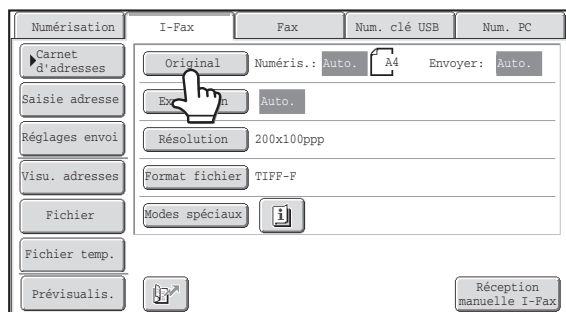 Numérisation
I-Fax
Fax
Num. clé USB
Num. PC
Carnet
d'adresses
Original
Numéris.: Auto.
A4
Envoyer: Auto.
Saisie adresse
Auto.
Réglages envoi
Résolution
200x100ppp
Visu. adresses
Format fichier
TIFF-F
Fichier
Modes spéciaux
Fichier temp.
Prévisualis.
Réception
manuelle I-Fax